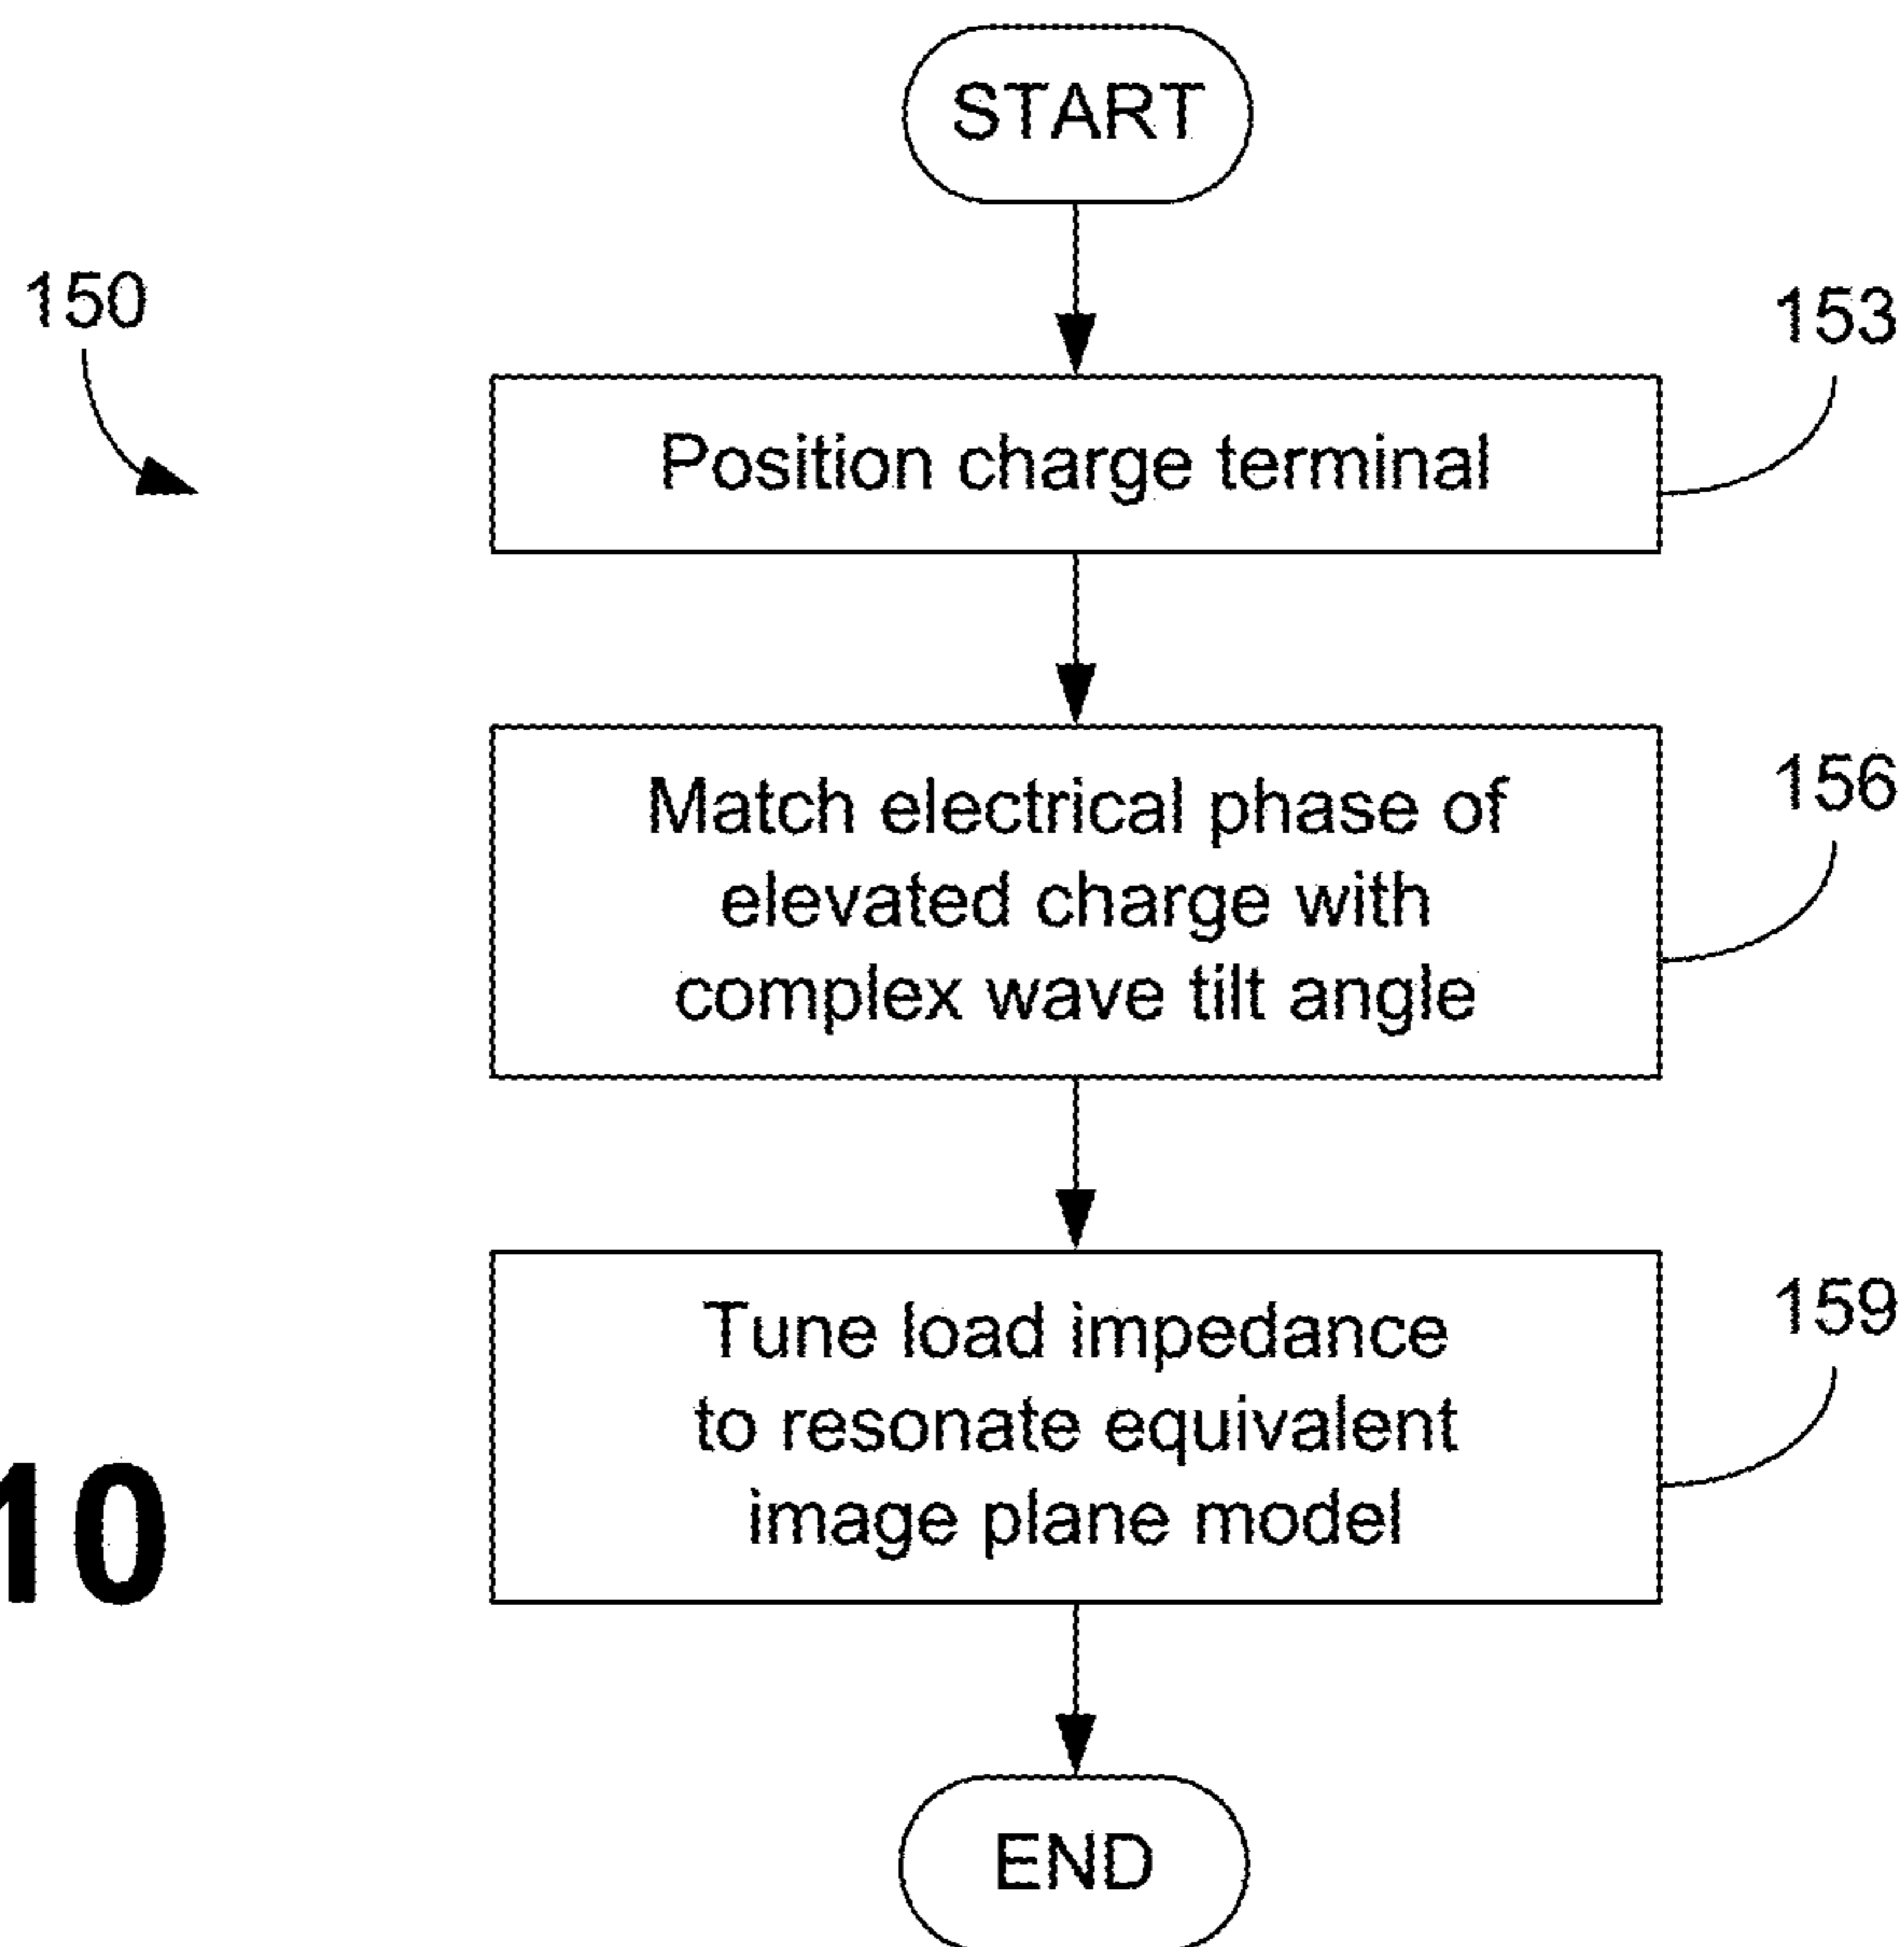 START
150
153
Position charge terminal
156
Match electrical phase of
elevated charge with
complex wave tilt angle
159
Tune load impedance
to resonate equivalent
image plane model
10
END